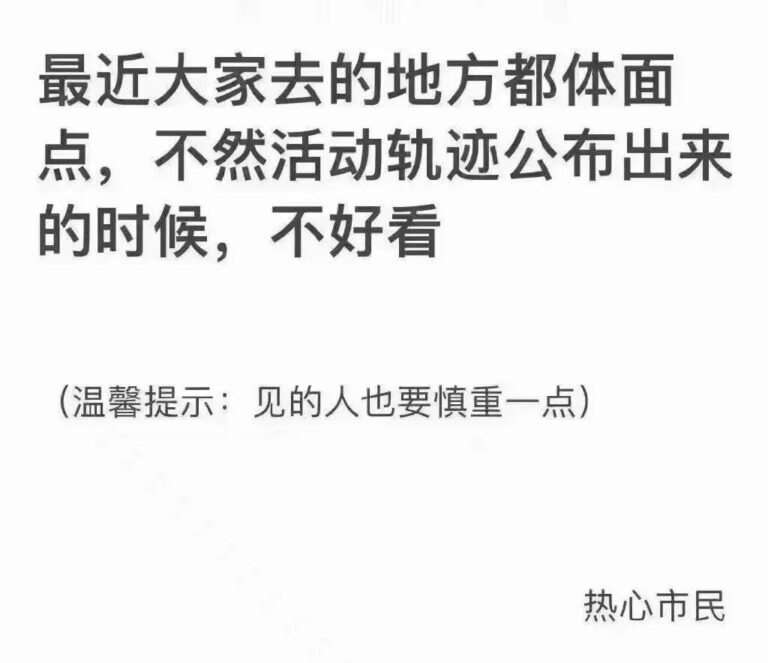 最近大家去的地方都体面
点，不然活动轨迹公布出来
的时候，不好看
（温馨提示：见的人也要慎重一点）
热心市民